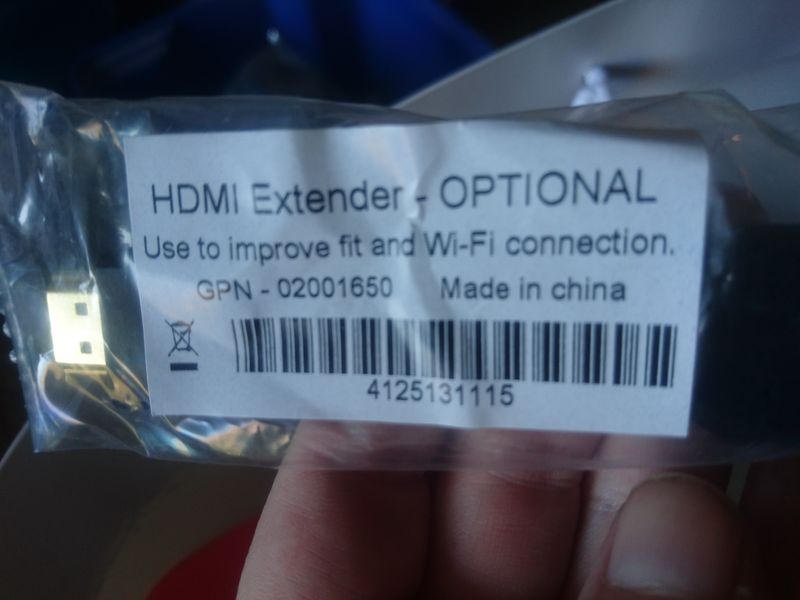 HDMI Extender - OPTIONAL
Use to improve fit and Wi-Fi connection.
GPN - 02001650 Made in china
4125131115